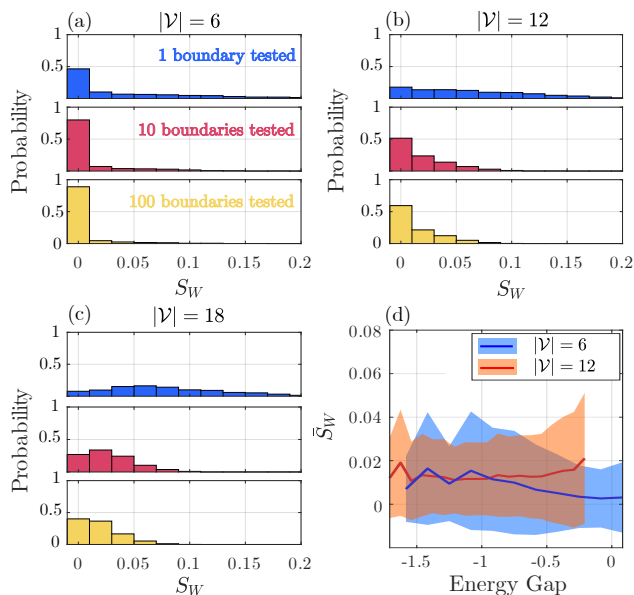 (a) |𝒱| = 6
1
0.5
1 boundary tested
1
0.5
10 boundaries tested
1
0.5
0
100 boundaries tested
Probability
0 0.05 0.1 0.15 0.2
S_W
(b) |𝒱| = 12
1
0.5
1
0.5
1
0.5
0
Probability
0 0.05 0.1 0.15 0.2
S_W
(c) |𝒱| = 18
1
0.5
1
0.5
1
0.5
0
Probability
0 0.05 0.1 0.15 0.2
S_W
(d)
|𝒱| = 6
|𝒱| = 12
0.08
0.06
0.04
0.02
0
S̄_W
-1.5 -1 -0.5 0
Energy Gap